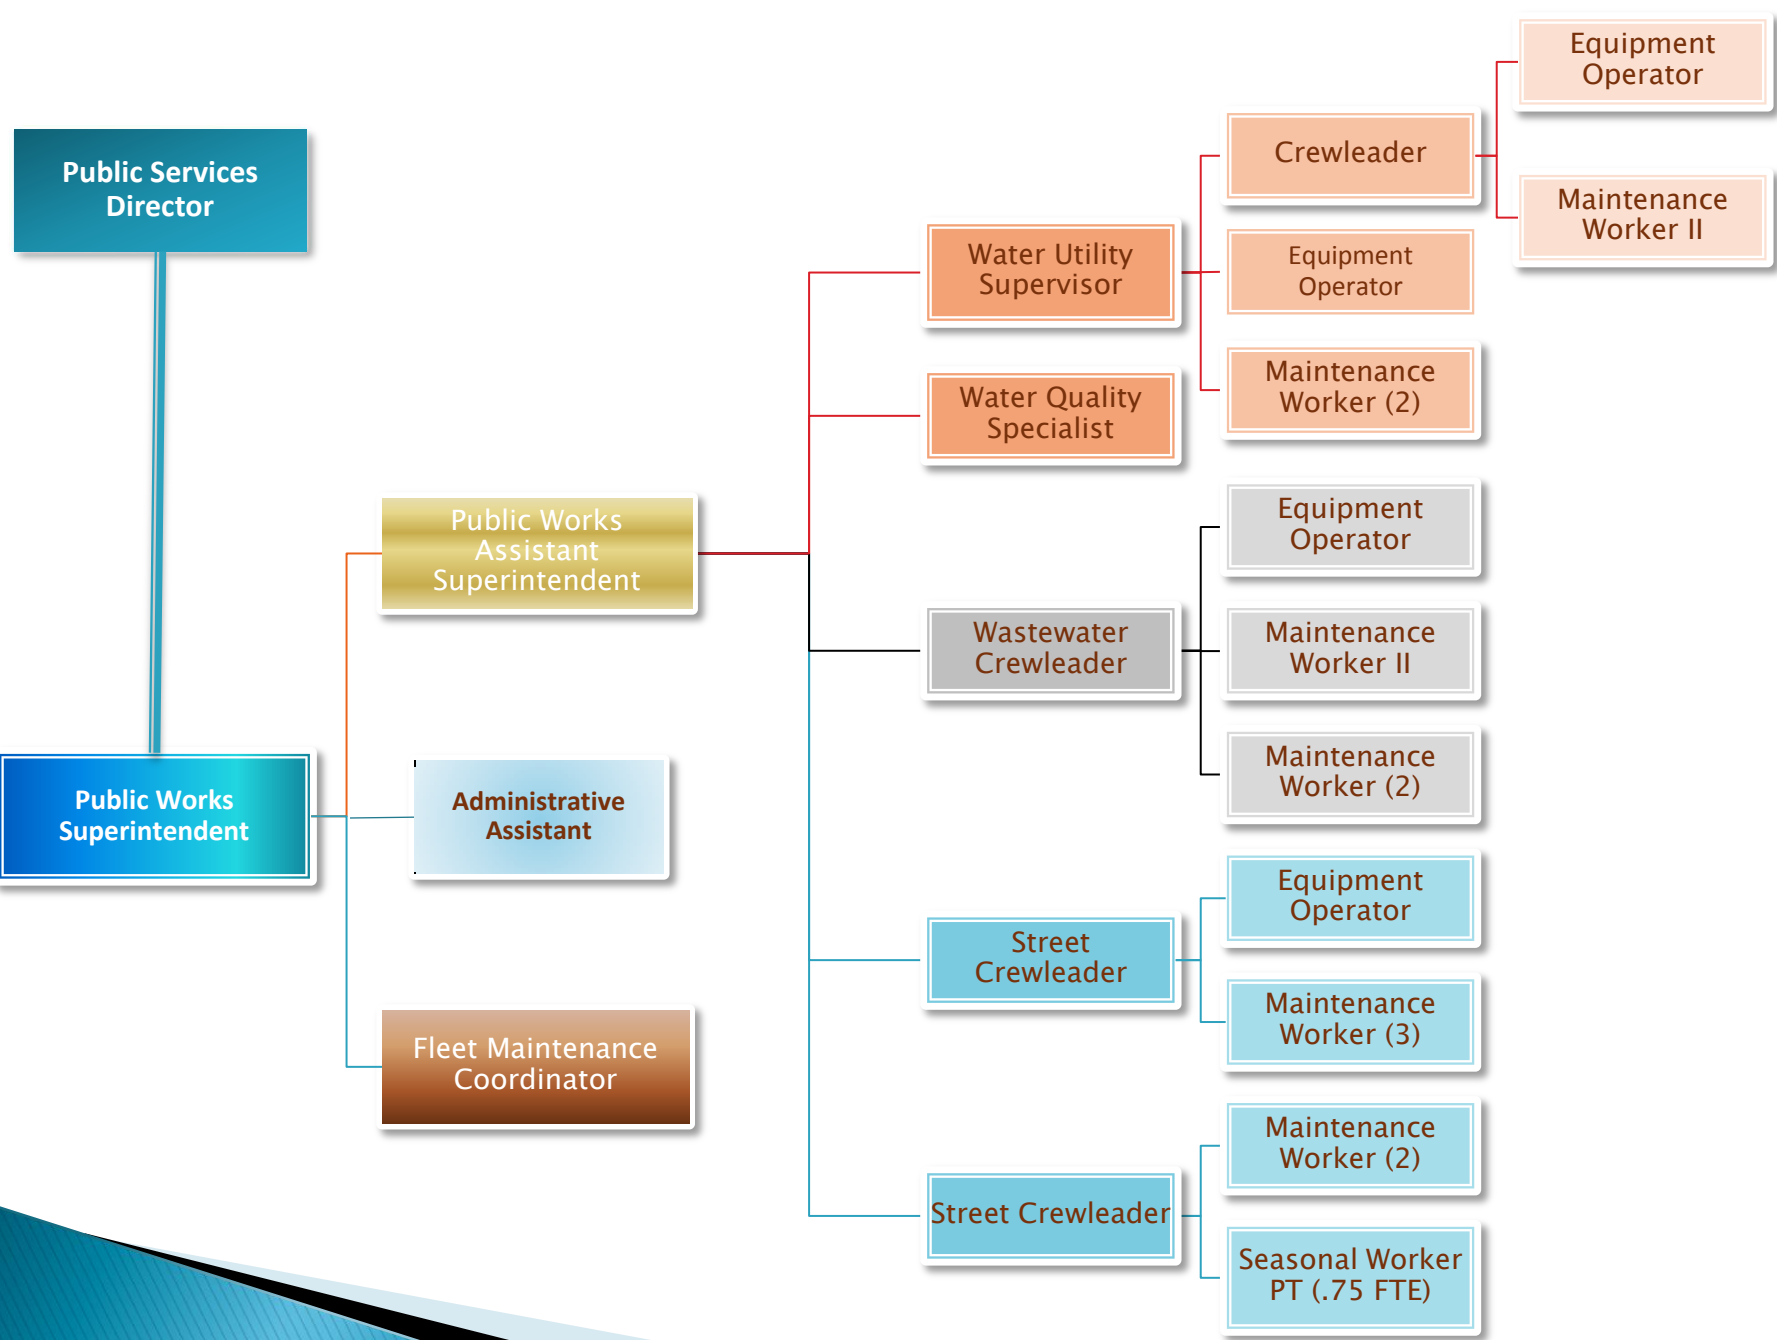 Public Services
Director
Public Works
Superintendent
Public Works
Assistant
Superintendent
Administrative
Assistant
Fleet Maintenance
Coordinator
Water Utility
Supervisor
Water Quality
Specialist
Wastewater
Crewleader
Street
Crewleader
Street Crewleader
Crewleader
Equipment
Operator
Maintenance
Worker (2)
Equipment
Operator
Maintenance
Worker II
Maintenance
Worker (2)
Equipment
Operator
Maintenance
Worker (3)
Maintenance
Worker (2)
Seasonal Worker
PT (.75 FTE)
Equipment
Operator
Maintenance
Worker II